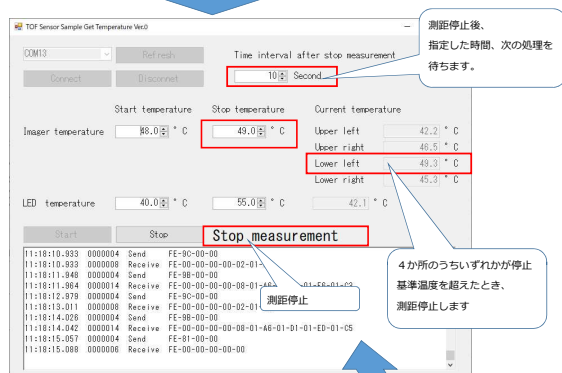 TOF Sensor Sample Get Temperature Ver.0
測距停止後、
指定した時間、次の処理を
待ちます。
COM13
Refresh
Time interval after stop measurement
Connect
Disconnet
10
Second
Start temperature
Stop temperature
Current temperature
Imager temperature
48.0 ° C
49.0 ° C
Upper left 42.2 ° C
Upper right 46.5 ° C
Lower left 49.3 ° C
Lower right 45.3 ° C
LED temperature
40.0 ° C
55.0 ° C
42.1 ° C
Start
Stop
Stop measurement
４か所のうちいずれかが停止
基準温度を超えたとき、
測距停止します
測距停止
11:18:10.933 0000004 Send FE-9C-00-00
11:18:10.933 0000008 Receive FE-00-00-00-00-02-01-
11:18:11.948 0000004 Send FE-9B-00-00
11:18:11.964 0000014 Receive FE-00-00-00-00-08-01-
11:18:12.979 0000004 Send FE-9C-00-00
11:18:13.011 0000008 Receive FE-00-00-00-00-02-01-
11:18:14.026 0000004 Send FE-9B-00-00
11:18:14.042 0000014 Receive FE-00-00-00-00-08-01-A6-01-D1-01-ED-01-C5
11:18:15.057 0000004 Send FE-81-00-00
11:18:15.088 0000006 Receive FE-00-00-00-00-00